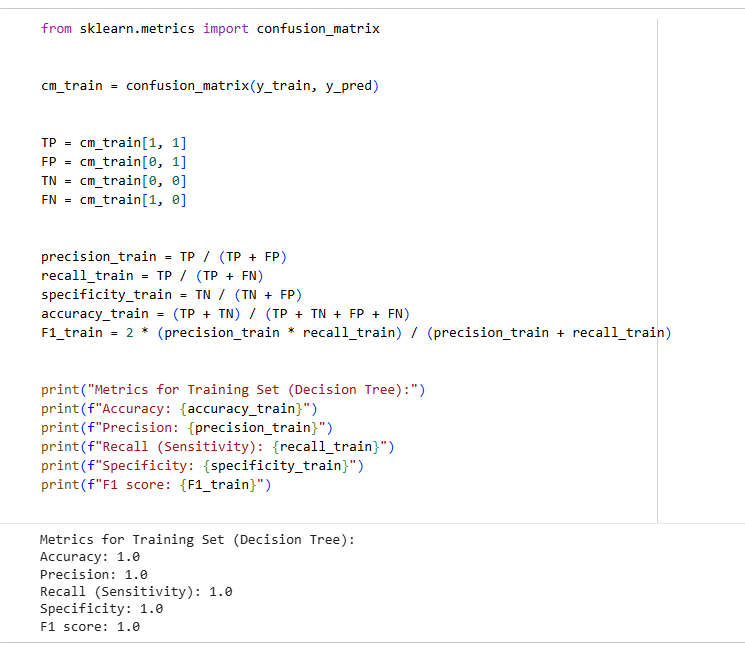 from sklearn.metrics import confusion_matrix
cm_train = confusion_matrix(y_train, y_pred)
TP = cm_train[1, 1]
FP = cm_train[0, 1]
TN = cm_train[0, 0]
FN = cm_train[1, 0]
precision_train = TP / (TP + FP)
recall_train = TP / (TP + FN)
specificity_train = TN / (TN + FP)
accuracy_train = (TP + TN) / (TP + TN + FP + FN)
F1_train = 2 * (precision_train * recall_train) / (precision_train + recall_train)
print("Metrics for Training Set (Decision Tree):")
print(f"Accuracy: {accuracy_train}")
print(f"Precision: {precision_train}")
print(f"Recall (Sensitivity): {recall_train}")
print(f"Specificity: {specificity_train}")
print(f"F1 score: {F1_train}")
Metrics for Training Set (Decision Tree):
Accuracy: 1.0
Precision: 1.0
Recall (Sensitivity): 1.0
Specificity: 1.0
F1 score: 1.0